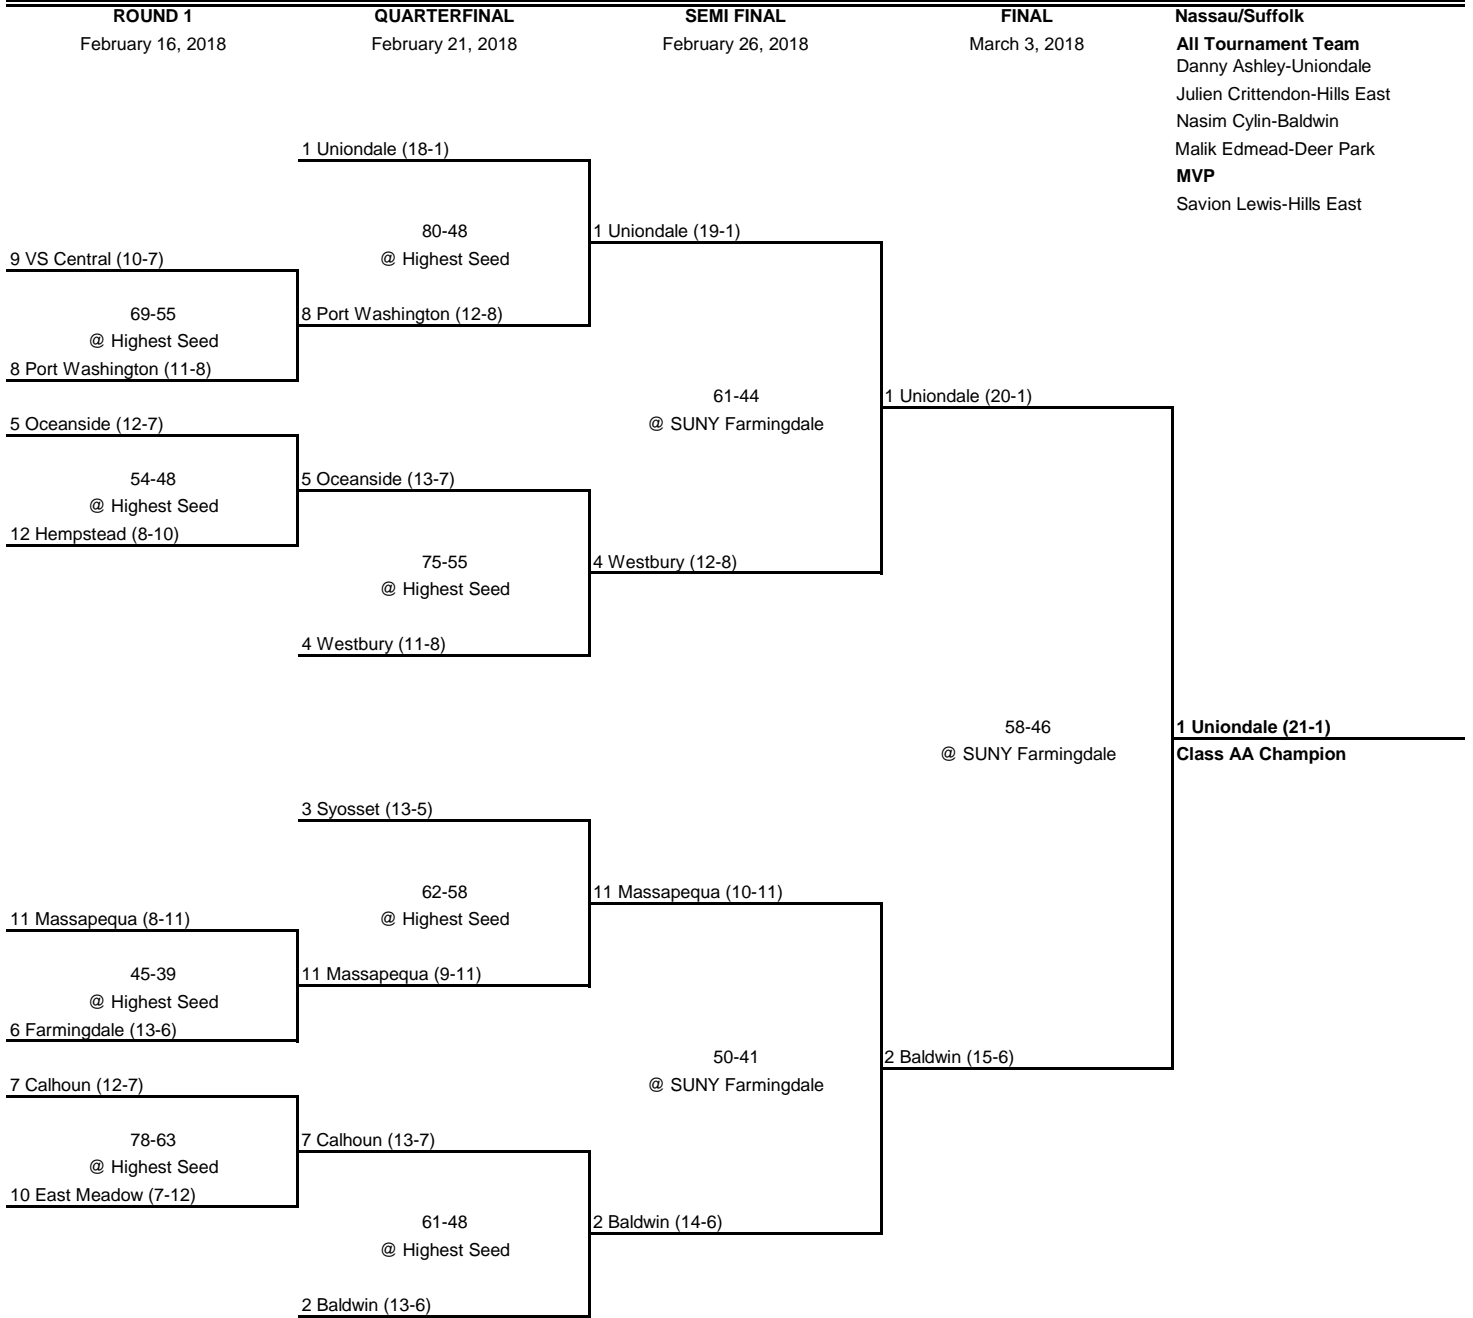 ROUND 1 QUARTERFINAL SEMI FINAL FINAL Nassau/Suffolk
February 16, 2018 February 21, 2018 February 26, 2018 March 3, 2018 All Tournament Team
Danny Ashley-Uniondale
Julien Crittendon-Hills East
Nasim Cylin-Baldwin
1 Uniondale (18-1) Malik Edmead-Deer Park
MVP
Savion Lewis-Hills East
80-48 1 Uniondale (19-1)
9 VS Central (10-7) @ Highest Seed
69-55 8 Port Washington (12-8)
@ Highest Seed
8 Port Washington (11-8)
61-44 1 Uniondale (20-1)
5 Oceanside (12-7) @ SUNY Farmingdale
54-48 5 Oceanside (13-7)
@ Highest Seed
12 Hempstead (8-10)
75-55 4 Westbury (12-8)
@ Highest Seed
4 Westbury (11-8)
58-46 1 Uniondale (21-1)
@ SUNY Farmingdale Class AA Champion
3 Syosset (13-5)
62-58 11 Massapequa (10-11)
11 Massapequa (8-11) @ Highest Seed
45-39 11 Massapequa (9-11)
@ Highest Seed
6 Farmingdale (13-6)
50-41 2 Baldwin (15-6)
7 Calhoun (12-7) @ SUNY Farmingdale
78-63 7 Calhoun (13-7)
@ Highest Seed
10 East Meadow (7-12)
61-48 2 Baldwin (14-6)
@ Highest Seed
2 Baldwin (13-6)